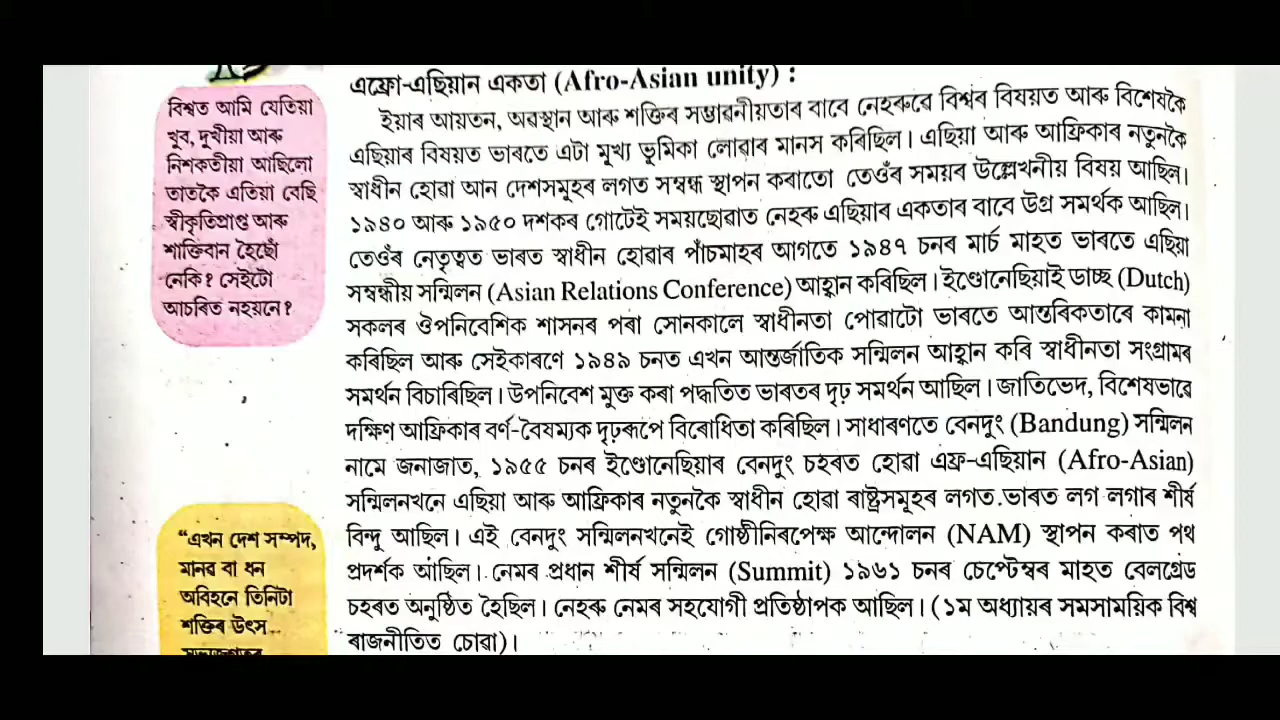 এফ্ৰো-এছিয়ান একতা (Afro-Asian unity) :
ইয়াৰ আয়তন, অৱস্থান আৰু শক্তিৰ সম্ভাৱনীয়তাৰ বাবে নেহৰুৱে বিশ্বৰ বিষয়ত আৰু বিশেষকৈ
এছিয়াৰ বিষয়ত ভাৰতে এটা মূখ্য ভূমিকা লোৱাৰ মানস কৰিছিল। এছিয়া আৰু আফ্ৰিকাৰ নতুনকৈ
স্বাধীন হোৱা আন দেশসমূহৰ লগত সম্বন্ধ স্থাপন কৰাতো তেওঁৰ সময়ৰ উল্লেখনীয় বিষয় আছিল।
১৯৪০ আৰু ১৯৫০ দশকৰ গোটেই সময়ছোৱাত নেহৰু এছিয়াৰ একতাৰ বাবে উগ্ৰ সমৰ্থক আছিল।
তেওঁৰ নেতৃত্বত ভাৰত স্বাধীন হোৱাৰ পাঁচমাহৰ আগতে ১৯৪৭ চনৰ মাৰ্চ মাহত ভাৰতে এছিয়া
সম্বন্ধীয় সন্মিলন (Asian Relations Conference) আহ্বান কৰিছিল। ইণ্ডোনেছিয়াই ডাচ্ছ (Dutch)
সকলৰ ঔপনিবেশিক শাসনৰ পৰা সোনকালে স্বাধীনতা পোৱাটো ভাৰতে আন্তৰিকতাৰে কামনা
কৰিছিল আৰু সেইকাৰণে ১৯৪৯ চনত এখন আন্তৰ্জাতিক সন্মিলন আহ্বান কৰি স্বাধীনতা সংগ্ৰামৰ
সমৰ্থন বিচাৰিছিল। উপনিবেশ মুক্ত কৰা পদ্ধতিত ভাৰতৰ দৃঢ় সমৰ্থন আছিল। জাতিভেদ, বিশেষভাৱে
দক্ষিণ আফ্ৰিকাৰ বৰ্ণ-বৈষম্যক দৃঢ়ৰূপে বিৰোধিতা কৰিছিল। সাধাৰণতে বেনদুং (Bandung) সন্মিলন
নামে জনাজাত, ১৯৫৫ চনৰ ইণ্ডোনেছিয়াৰ বেনদুং চহৰত হোৱা এফ্ৰ-এছিয়ান (Afro-Asian)
সন্মিলনখনে এছিয়া আৰু আফ্ৰিকাৰ নতুনকৈ স্বাধীন হোৱা ৰাষ্ট্ৰসমূহৰ লগত ভাৰত লগ লগাৰ শীৰ্ষ
বিন্দু আছিল। এই বেনদুং সন্মিলনখনেই গোষ্ঠীনিৰপেক্ষ আন্দোলন (NAM) স্থাপন কৰাত পথ
প্ৰদৰ্শক আছিল। নেমৰ প্ৰধান শীৰ্ষ সন্মিলন (Summit) ১৯৬১ চনৰ চেপ্টেম্বৰ মাহত বেলগ্ৰেড
চহৰত অনুষ্ঠিত হৈছিল। নেহৰু নেমৰ সহযোগী প্ৰতিষ্ঠাপক আছিল। (১ম অধ্যায়ৰ সমসাময়িক বিশ্ব
ৰাজনীতিত চোৱা)।
বিশ্বত আমি যেতিয়া
খুব, দুখীয়া আৰু
নিশকতীয়া আছিলো
তাতকৈ এতিয়া বেছি
স্বীকৃতিপ্ৰাপ্ত আৰু
শাক্তিবান হৈছোঁ
নেকি? সেইটো
আচৰিত নহয়নে?
“এখন দেশ সম্পদ,
মানৱ বা ধন
অবিহনে তিনিটা
শক্তিৰ উৎস